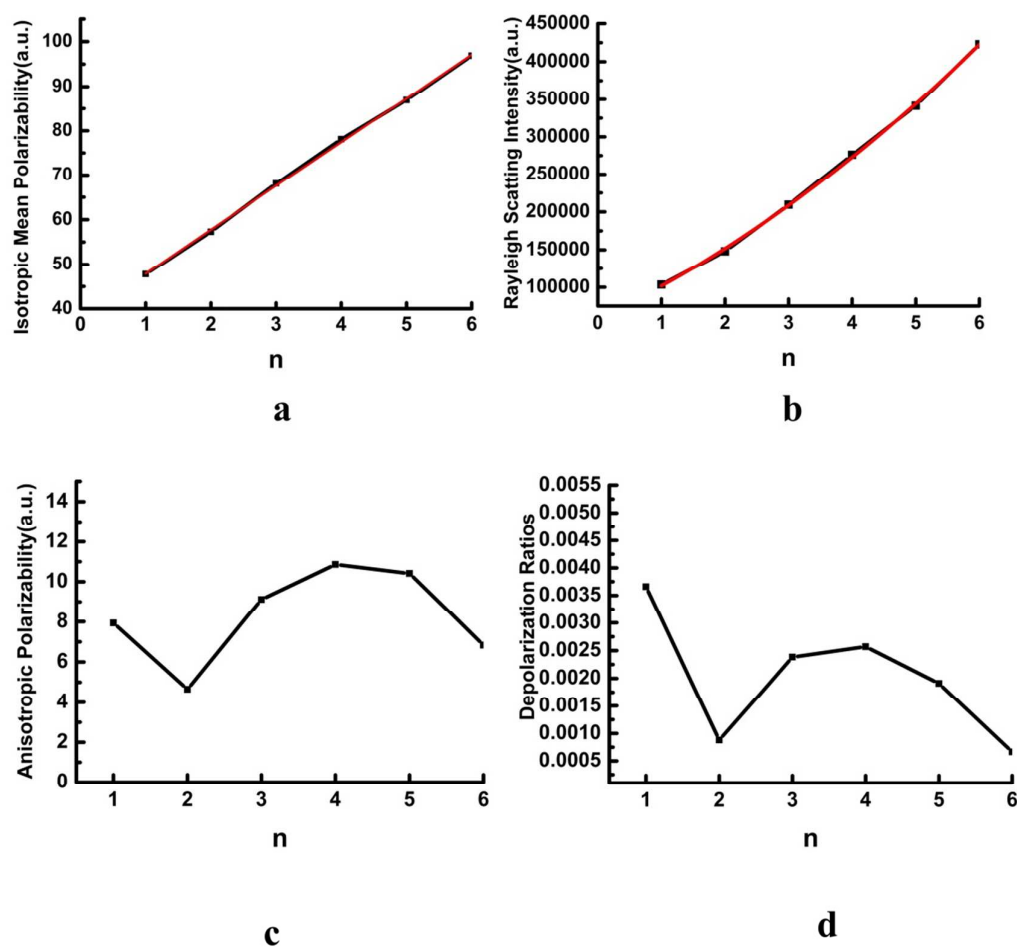 Isotropic Mean Polarizability(a.u.)
100
90
80
70
60
50
40
0 1 2 3 4 5 6
n
a
Rayleigh Scatting Intensity(a.u.)
450000
400000
350000
300000
250000
200000
150000
100000
0 1 2 3 4 5 6
n
b
Anisotropic Polarizability(a.u.)
14
12
10
8
6
4
2
0
1 2 3 4 5 6
n
c
Depolarization Ratios
0.0055
0.0050
0.0045
0.0040
0.0035
0.0030
0.0025
0.0020
0.0015
0.0010
0.0005
1 2 3 4 5 6
n
d